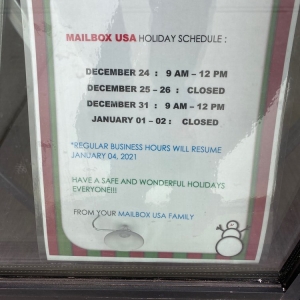 MAILBOX USA HOLIDAY SCHEDULE :
DECEMBER 24 : 9 AM – 12 PM
DECEMBER 25 – 26 : CLOSED
DECEMBER 31 : 9 AM – 12 PM
JANUARY 01 – 02 : CLOSED
*REGULAR BUSINESS HOURS WILL RESUME
JANUARY 04, 2021
HAVE A SAFE AND WONDERFUL HOLIDAYS
EVERYONE!!!
FROM YOUR MAILBOX USA FAMILY